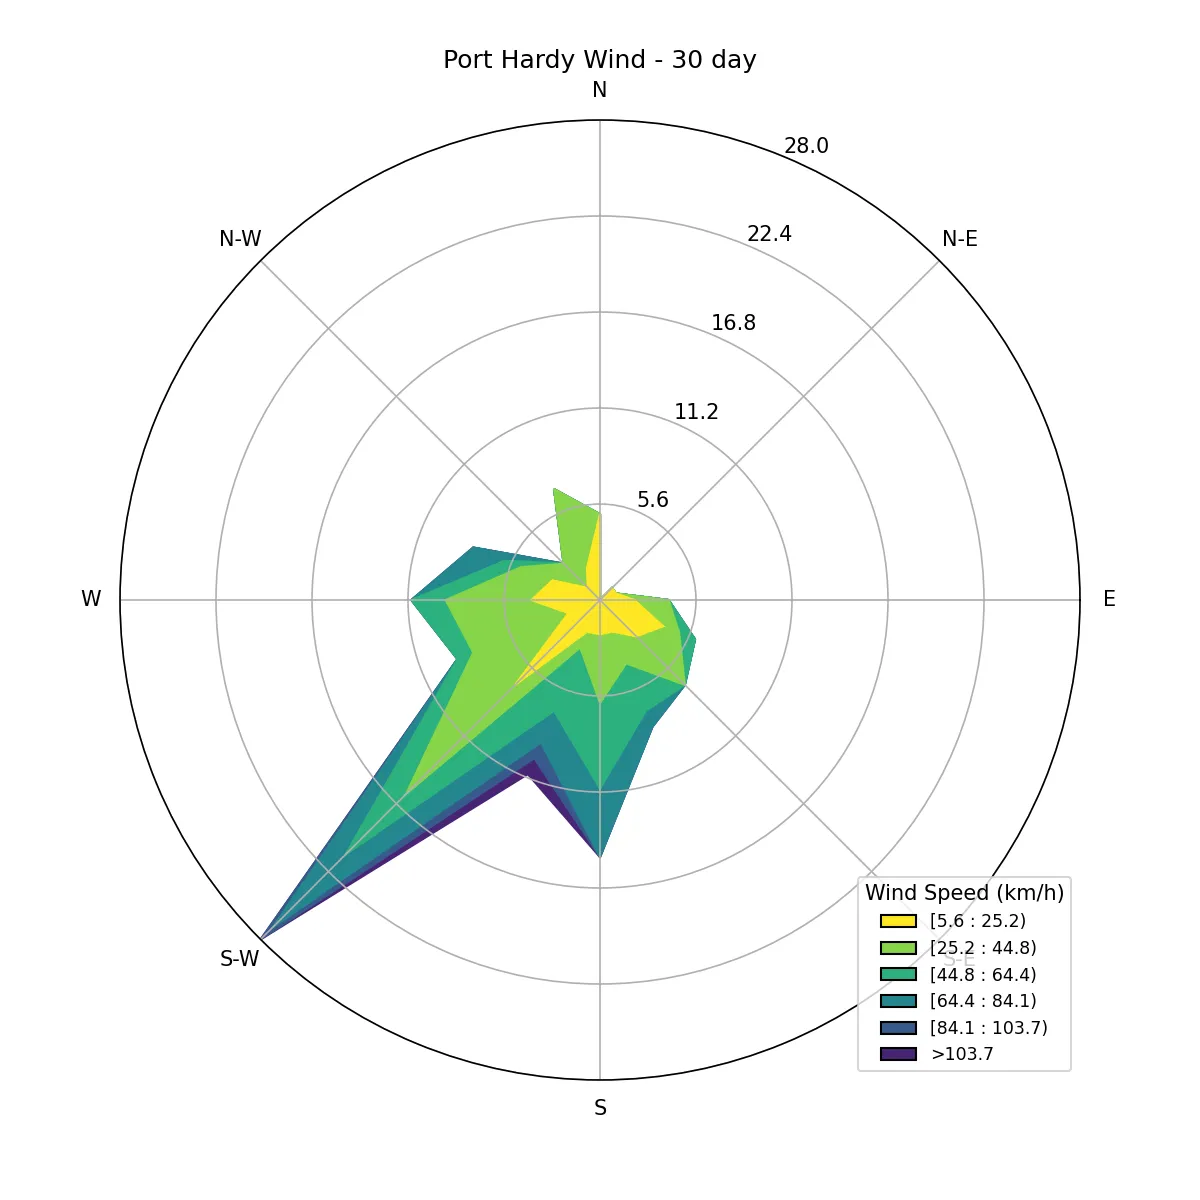 Port Hardy Wind - 30 day
N
28.0
N-W
N-E
22.4
16.8
11.2
5.6
W
E
Wind Speed (km/h)
[5.6 : 25.2)
[25.2 : 44.8)
S-W
S-E
[44.8 : 64.4)
[64.4 : 84.1)
[84.1 : 103.7)
>103.7
S